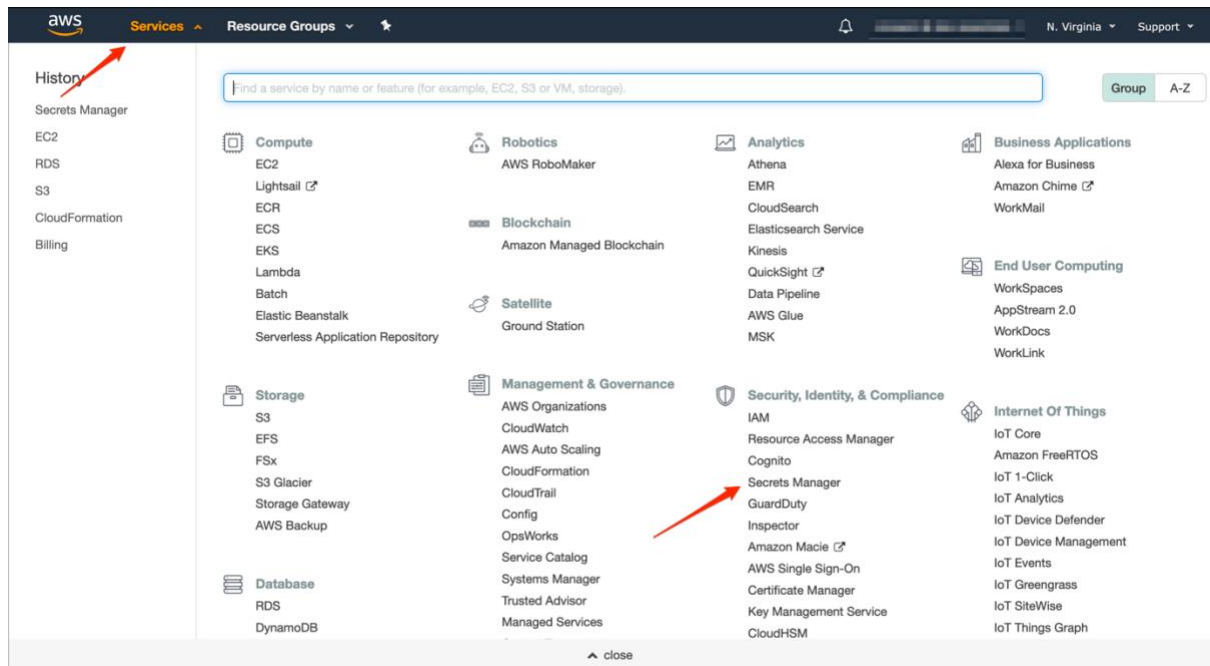 aws
Services
Resource Groups
N. Virginia
Support
History
Secrets Manager
EC2
RDS
S3
CloudFormation
Billing
Find a service by name or feature (for example, EC2, S3 or VM, storage).
Group
A-Z
Compute
EC2
Lightsail
ECR
ECS
EKS
Lambda
Batch
Elastic Beanstalk
Serverless Application Repository
Storage
S3
EFS
FSx
S3 Glacier
Storage Gateway
AWS Backup
Database
RDS
DynamoDB
Robotics
AWS RoboMaker
Blockchain
Amazon Managed Blockchain
Satellite
Ground Station
Management & Governance
AWS Organizations
CloudWatch
AWS Auto Scaling
CloudFormation
CloudTrail
Config
OpsWorks
Service Catalog
Systems Manager
Trusted Advisor
Managed Services
Analytics
Athena
EMR
CloudSearch
Elasticsearch Service
Kinesis
QuickSight
Data Pipeline
AWS Glue
MSK
Security, Identity, & Compliance
IAM
Resource Access Manager
Cognito
Secrets Manager
GuardDuty
Inspector
Amazon Macie
AWS Single Sign-On
Certificate Manager
Key Management Service
CloudHSM
Business Applications
Alexa for Business
Amazon Chime
WorkMail
End User Computing
WorkSpaces
AppStream 2.0
WorkDocs
WorkLink
Internet Of Things
IoT Core
Amazon FreeRTOS
IoT 1-Click
IoT Analytics
IoT Device Defender
IoT Device Management
IoT Events
IoT Greengrass
IoT SiteWise
IoT Things Graph
close